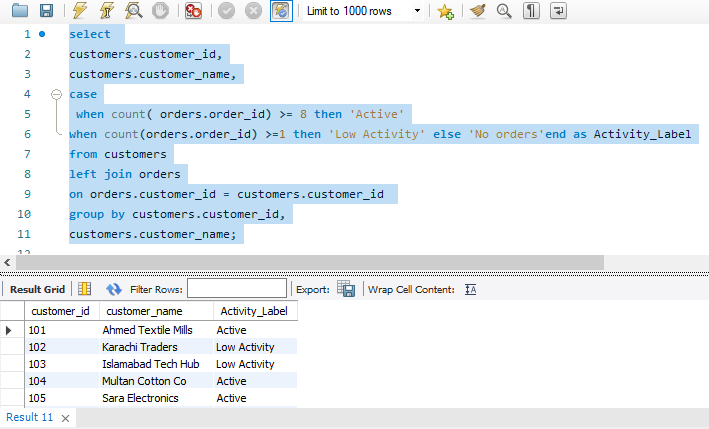 Limit to 1000 rows
1 select
2 customers.customer_id,
3 customers.customer_name,
4 case
5 when count( orders.order_id) >= 8 then 'Active'
6 when count(orders.order_id) >=1 then 'Low Activity' else 'No orders'end as Activity_Label
7 from customers
8 left join orders
9 on orders.customer_id = customers.customer_id
10 group by customers.customer_id,
11 customers.customer_name;
12
Result Grid Filter Rows: Export: Wrap Cell Content: IA
customer_id customer_name Activity_Label
101 Ahmed Textile Mills Active
102 Karachi Traders Low Activity
103 Islamabad Tech Hub Low Activity
104 Multan Cotton Co Active
105 Sara Electronics Active
Result 11